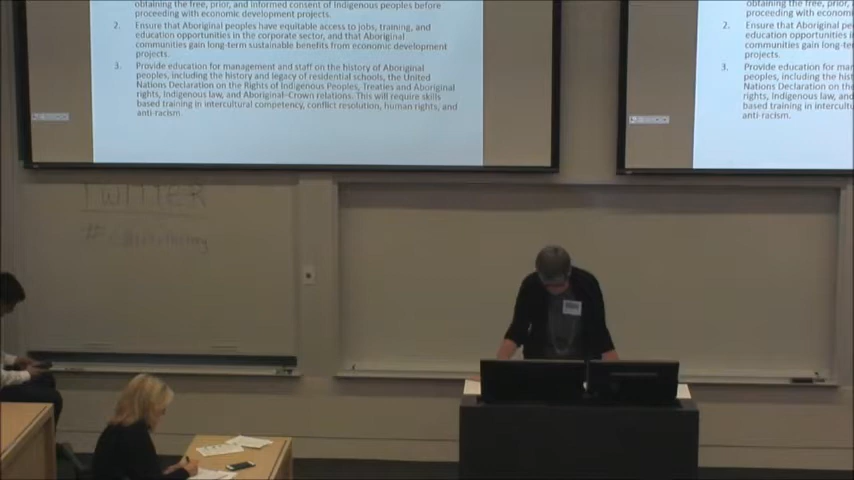 obtaining the free, prior, and informed consent of Indigenous peoples before
proceeding with economic development projects.
2. Ensure that Aboriginal peoples have equitable access to jobs, training, and
education opportunities in the corporate sector, and that Aboriginal
communities gain long-term sustainable benefits from economic development
projects.
3. Provide education for management and staff on the history of Aboriginal
peoples, including the history and legacy of residential schools, the United
Nations Declaration on the Rights of Indigenous Peoples, Treaties and Aboriginal
rights, Indigenous law, and Aboriginal–Crown relations. This will require skills
based training in intercultural competency, conflict resolution, human rights, and
anti-racism.
obtaining the free, prior,
proceeding with econom
2. Ensure that Aboriginal pe
education opportunities i
communities gain long-te
projects.
3. Provide education for mar
peoples, including the hist
Nations Declaration on the
rights, Indigenous law, and
based training in intercultu
anti-racism.
TWITTER
#